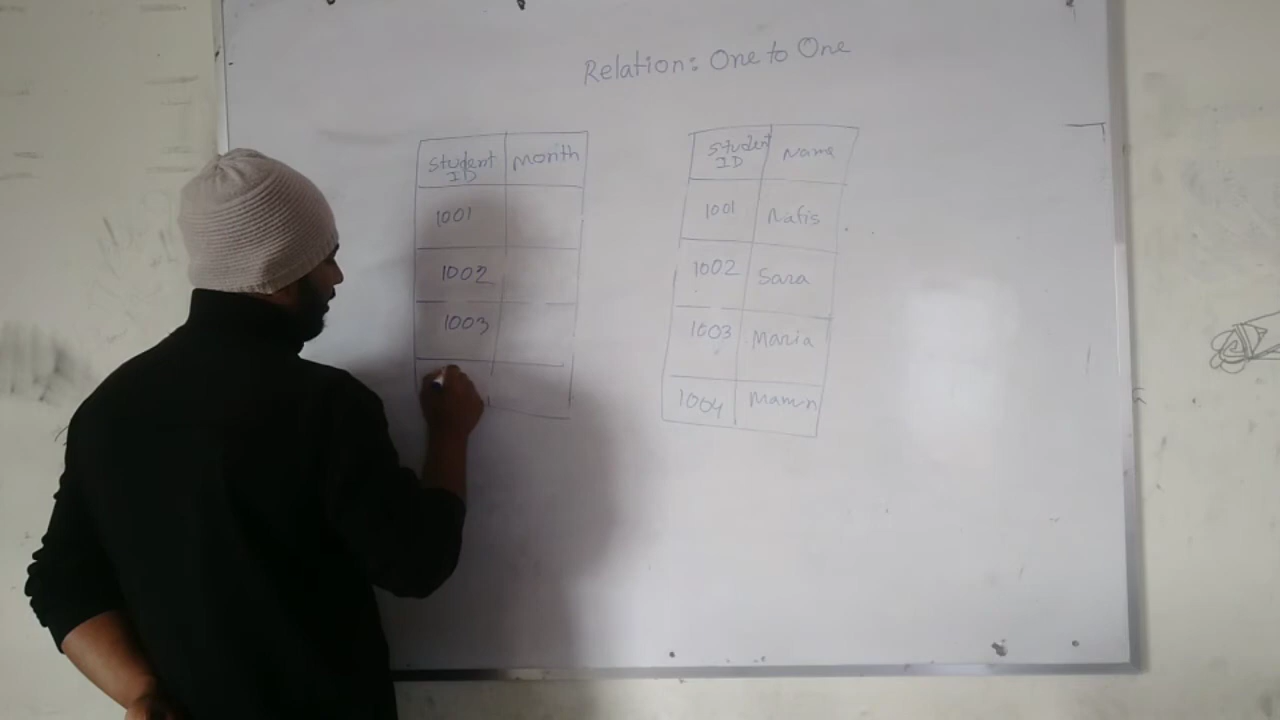 Relation: One to One
Student ID Month
1001
1002
1003
Student ID Name
1001 Nafis
1002 Sara
1003 Maria
1004 Mamun